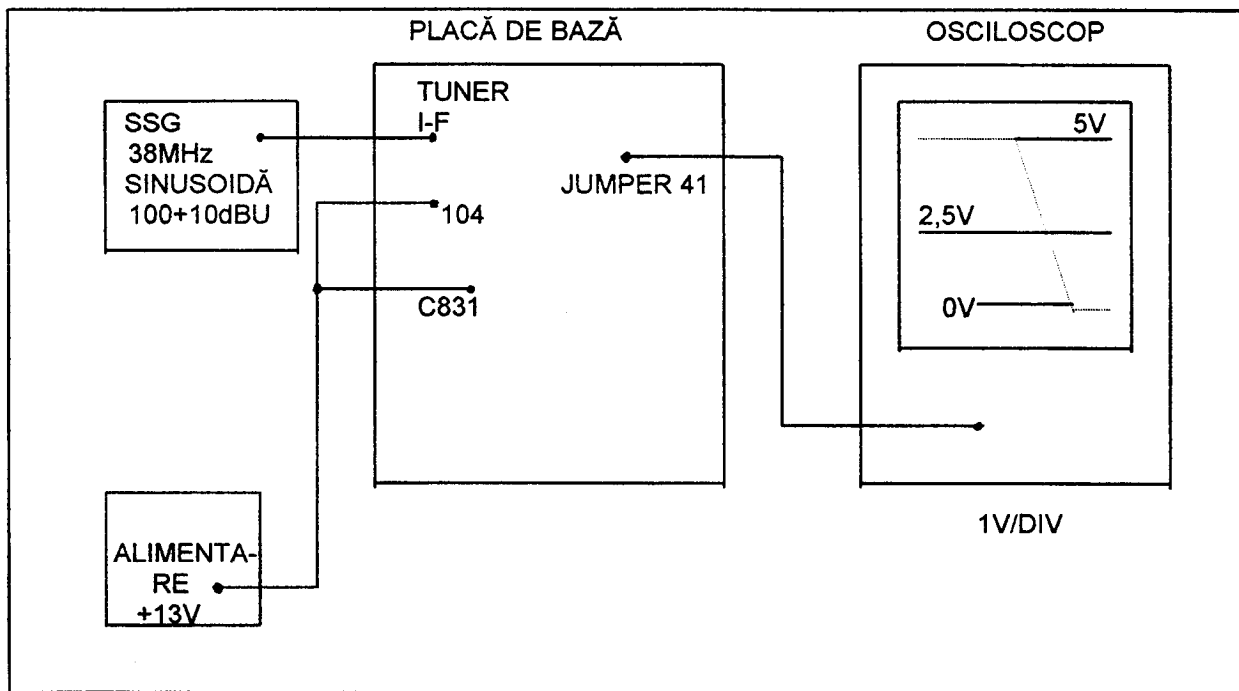 PLACĂ DE BAZĂ
OSCILOSCOP
SSG
38MHz
SINUSOIDĂ
100+10dBU
TUNER
I-F
104
C831
JUMPER 41
5V
2,5V
0V
1V/DIV
ALIMENTA-
RE
+13V